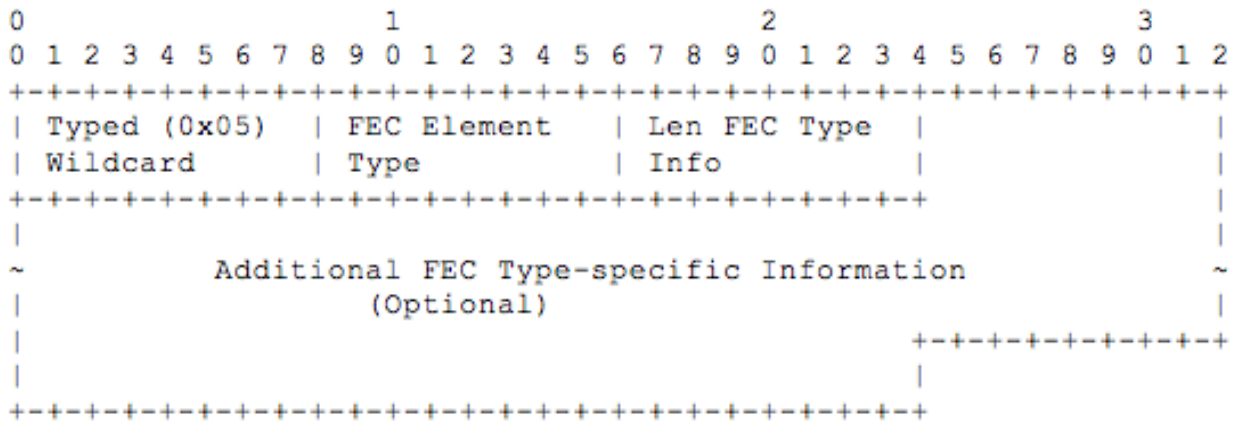 0                   1                   2                   3
0 1 2 3 4 5 6 7 8 9 0 1 2 3 4 5 6 7 8 9 0 1 2 3 4 5 6 7 8 9 0 1 2
+-+-+-+-+-+-+-+-+-+-+-+-+-+-+-+-+-+-+-+-+-+-+-+-+-+-+-+-+-+-+-+-+
| Typed (0x05)  | FEC Element   | Len FEC Type  |               |
| Wildcard      | Type          | Info          |               |
+-+-+-+-+-+-+-+-+-+-+-+-+-+-+-+-+-+-+-+-+-+-+-+-+               |
|                                                               |
~          Additional FEC Type-specific Information             ~
|                  (Optional)                                   |
|                                               +-+-+-+-+-+-+-+-+
|                                               |
+-+-+-+-+-+-+-+-+-+-+-+-+-+-+-+-+-+-+-+-+-+-+-+-+